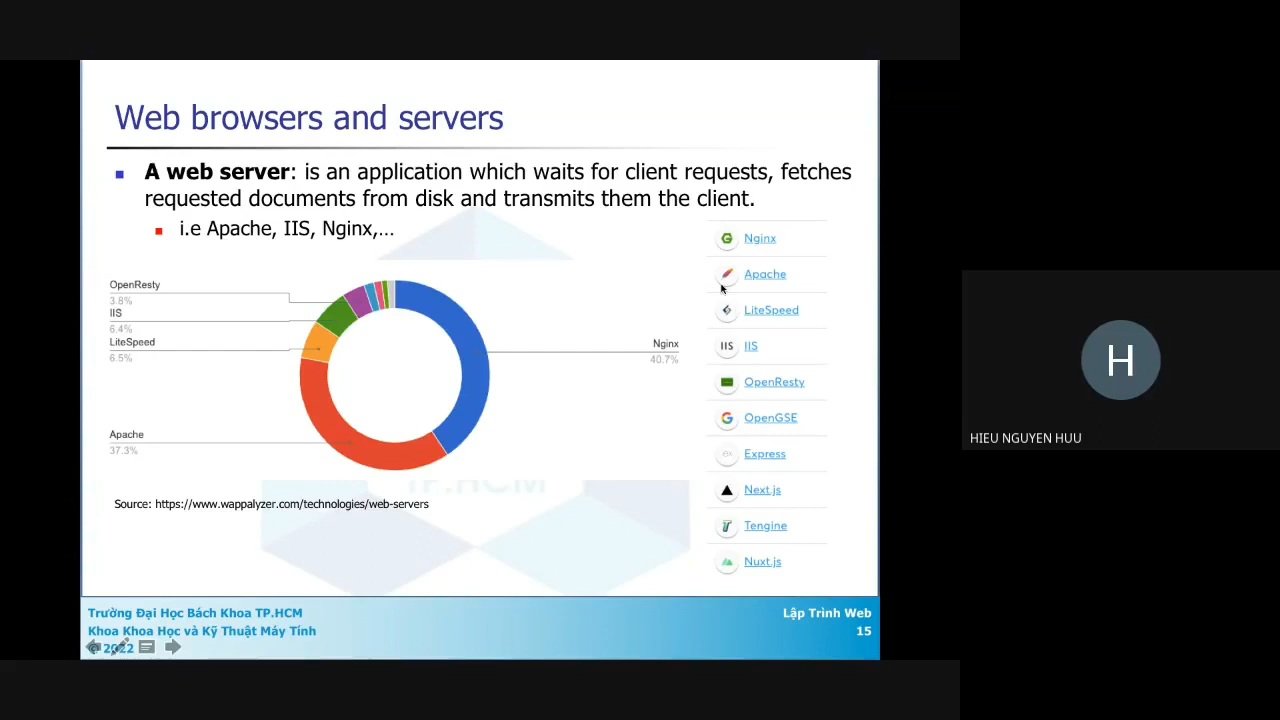 Web browsers and servers
A web server: is an application which waits for client requests, fetches
requested documents from disk and transmits them the client.
i.e Apache, IIS, Nginx,...
OpenResty
3.8%
IIS
6.4%
LiteSpeed
6.5%
Apache
37.3%
Nginx
40.7%
Nginx
Apache
LiteSpeed
IIS IIS
OpenResty
OpenGSE
ex Express
Next.js
Tengine
Nuxt.js
TP.HCM
Source: https://www.wappalyzer.com/technologies/web-servers
Trường Đại Học Bách Khoa TP.HCM
Khoa Khoa Học và Kỹ Thuật Máy Tính
© 2022
Lập Trình Web
15
H
HIEU NGUYEN HUU